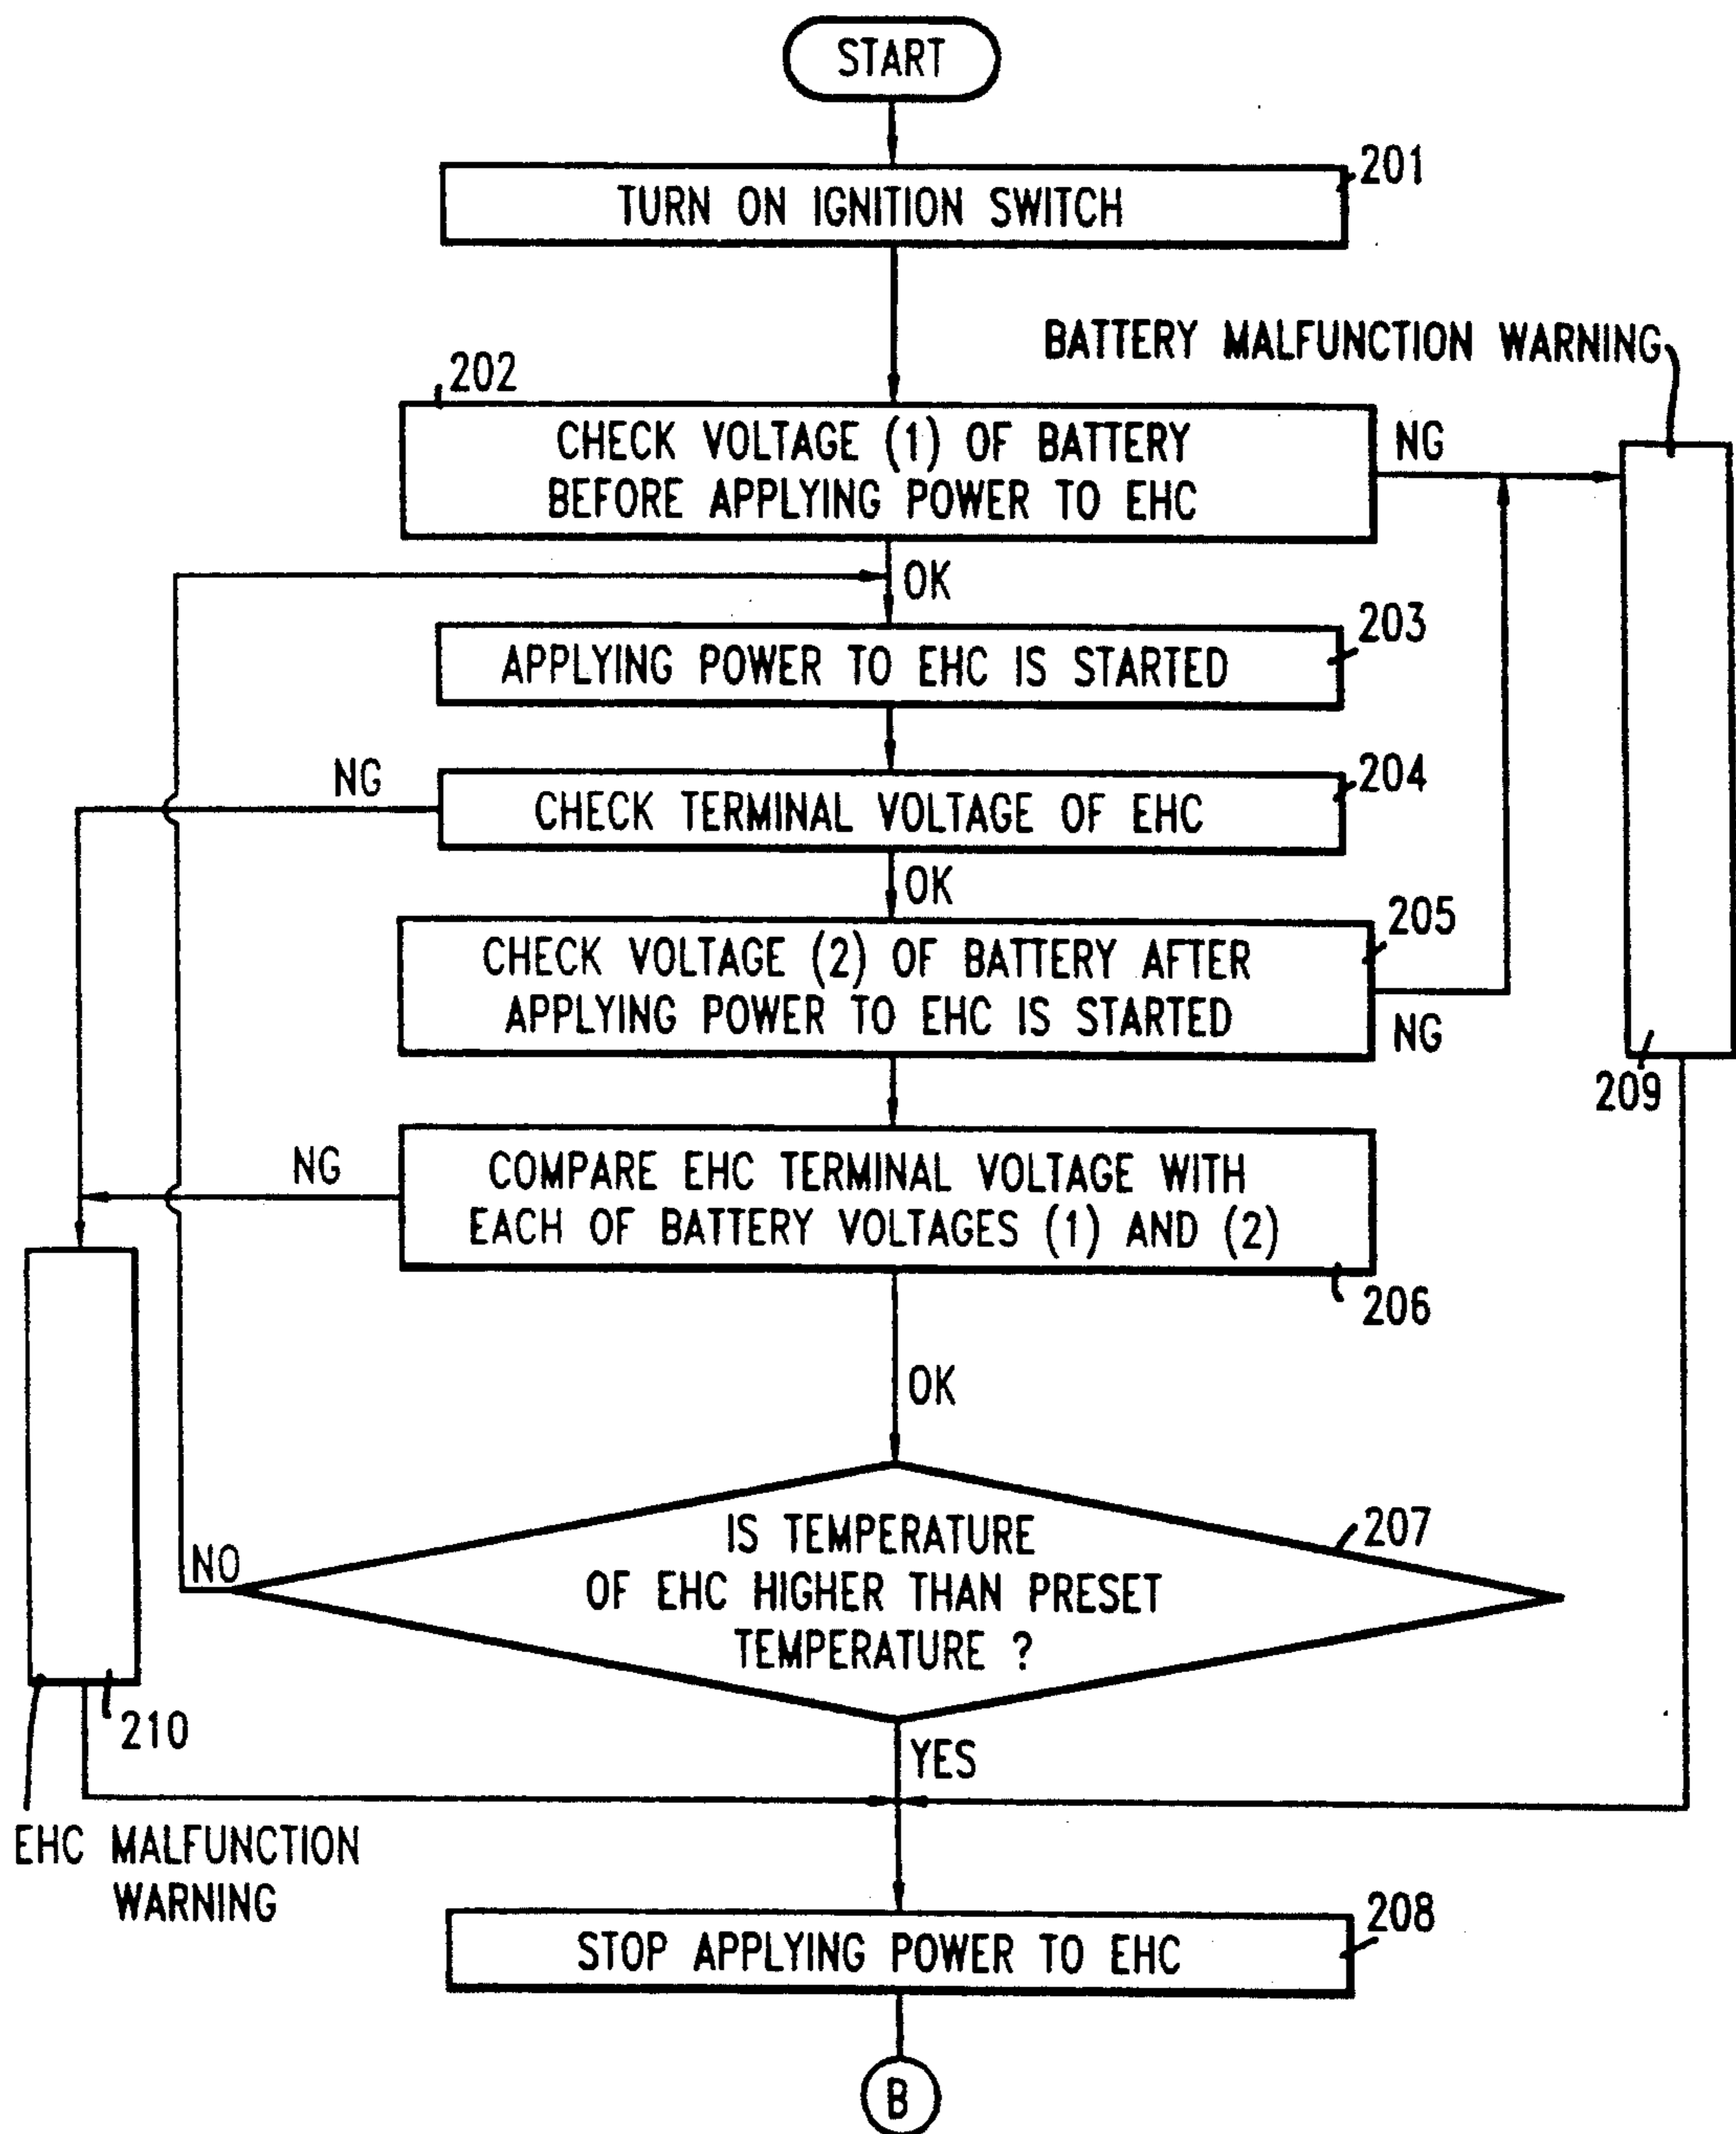 START
TURN ON IGNITION SWITCH
201
BATTERY MALFUNCTION WARNING
202
CHECK VOLTAGE (1) OF BATTERY
BEFORE APPLYING POWER TO EHC
NG
OK
APPLYING POWER TO EHC IS STARTED
203
NG
CHECK TERMINAL VOLTAGE OF EHC
204
OK
CHECK VOLTAGE (2) OF BATTERY AFTER
APPLYING POWER TO EHC IS STARTED
205
NG
209
NG
COMPARE EHC TERMINAL VOLTAGE WITH
EACH OF BATTERY VOLTAGES (1) AND (2)
206
OK
IS TEMPERATURE
OF EHC HIGHER THAN PRESET
TEMPERATURE ?
207
NO
210
YES
EHC MALFUNCTION
WARNING
STOP APPLYING POWER TO EHC
208
B